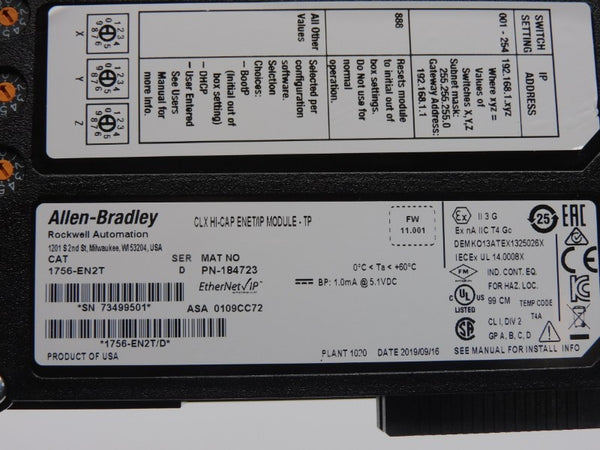 SWITCH SETTING
IP ADDRESS
001 - 254
192.168.1.xyz
Where xyz =
Values of
Switches X,Y,Z
Subnet mask:
255.255.255.0
Gateway Address:
192.168.1.1
888
Resets module
to initial out of
box settings.
Do Not use for
normal
operation.
All Other
Values
Selected per
configuration
software.
Selection
Choices:
– BootP
(Initial out of
box setting)
– DHCP
– User Entered
See Users
Manual for
more Info.
X
Y
Z
Allen-Bradley
Rockwell Automation
1201 S 2nd St, Milwaukee, WI 53204, USA
CAT SER MAT NO
1756-EN2T D PN-184723
EtherNet/IP
*SN 73499501* ASA 0109CC72
*1756-EN2T/D*
PRODUCT OF USA
CLX HI-CAP ENET/IP MODULE - TP
FW
11.001
0°C < Ta < +60°C
BP: 1.0mA @ 5.1VDC
PLANT 1020 DATE 2019/09/16
Ex II 3 G
Ex nA IIC T4 Gc
DEMKO13ATEX1325026X
IECEx UL 14.0008X
FM IND. CONT. EQ.
FOR HAZ. LOC.
UL LISTED 99 CM TEMP CODE
T4A
CL I, DIV 2
GP A, B, C, D
SEE MANUAL FOR INSTALL INFO
25
EAC
CE